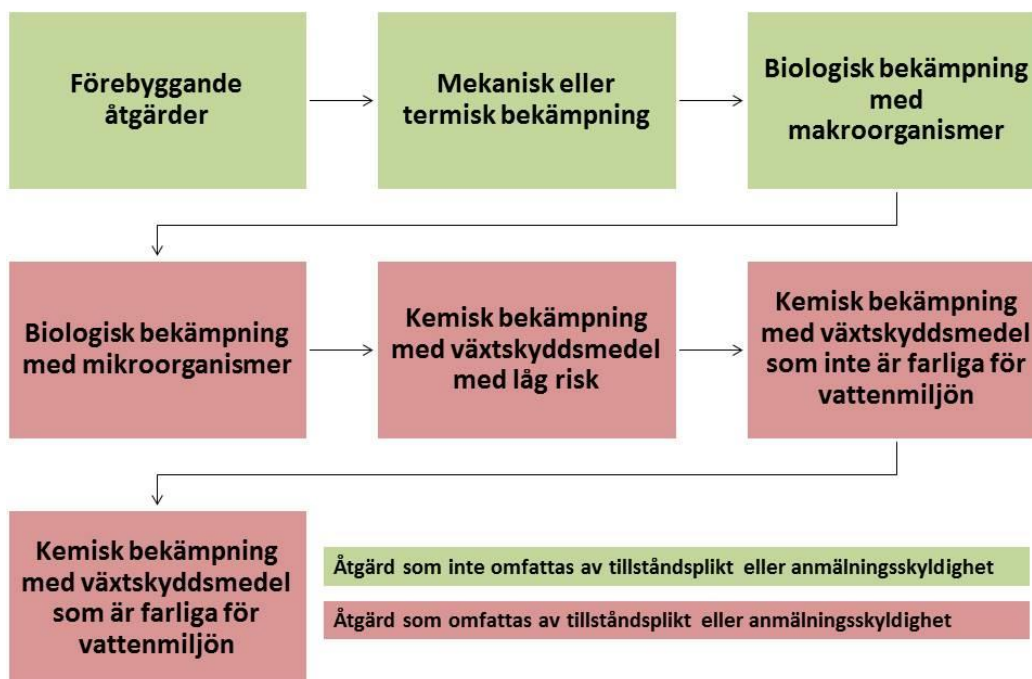 Förebyggande
åtgärder
Mekanisk eller
termisk bekämpning
Biologisk bekämpning
med
makroorganismer
Biologisk bekämpning
med mikroorganismer
Kemisk bekämpning
med växtskyddsmedel
med låg risk
Kemisk bekämpning
med växtskyddsmedel
som inte är farliga för
vattenmiljön
Kemisk bekämpning
med växtskyddsmedel
som är farliga för
vattenmiljön
Åtgärd som inte omfattas av tillståndsplikt eller anmälningsskyldighet
Åtgärd som omfattas av tillståndsplikt eller anmälningsskyldighet